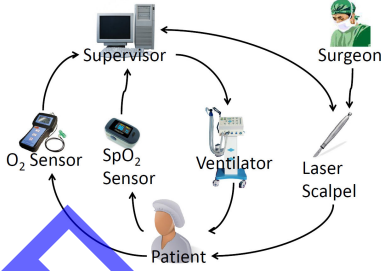 Supervisor
Surgeon
O₂ Sensor
SpO₂
Sensor
Ventilator
Laser
Scalpel
Patient